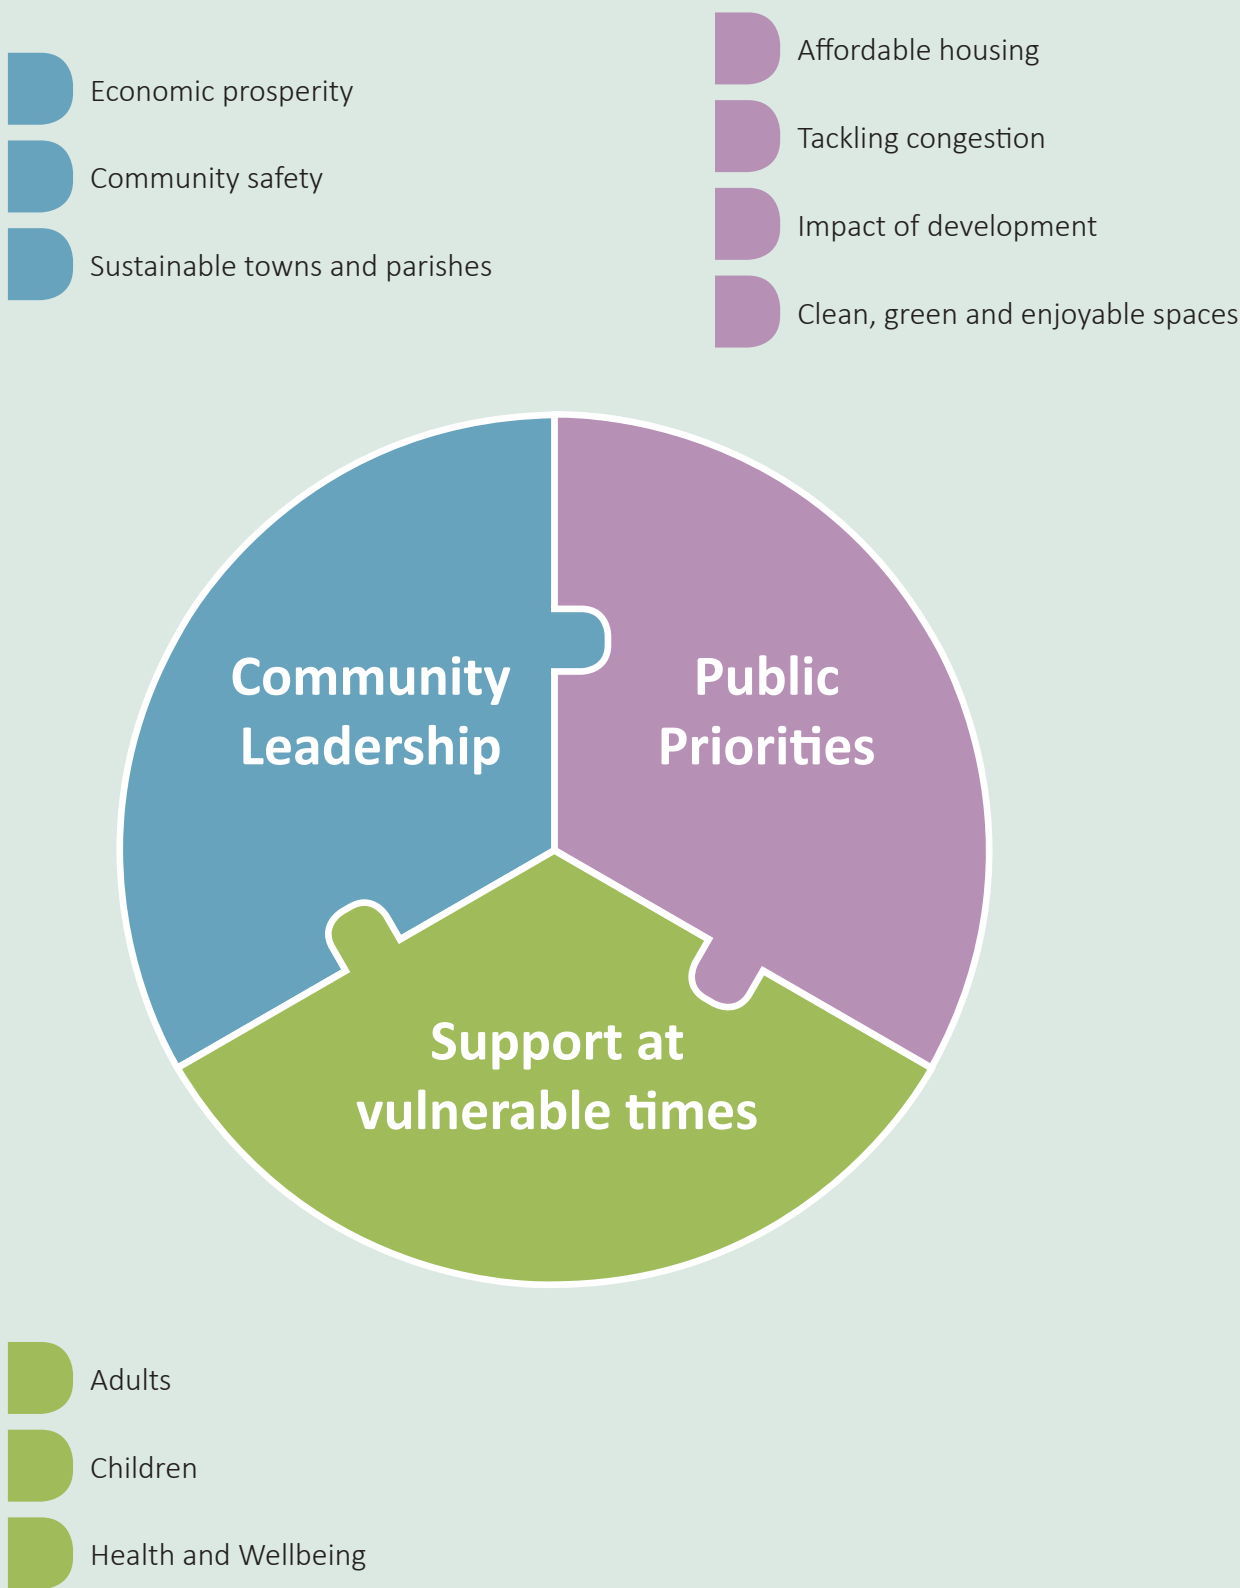 Economic prosperity
Community safety
Sustainable towns and parishes
Affordable housing
Tackling congestion
Impact of development
Clean, green and enjoyable spaces
Community
Leadership
Public
Priorities
Support at
vulnerable times
Adults
Children
Health and Wellbeing